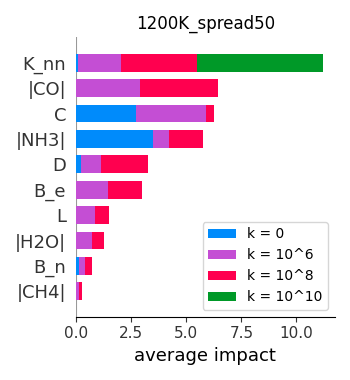 1200K_spread50
K_nn
|CO|
C
|NH3|
D
B_e
L
|H2O|
B_n
|CH4|
k = 0
k = 10^6
k = 10^8
k = 10^10
0.0 2.5 5.0 7.5 10.0
average impact